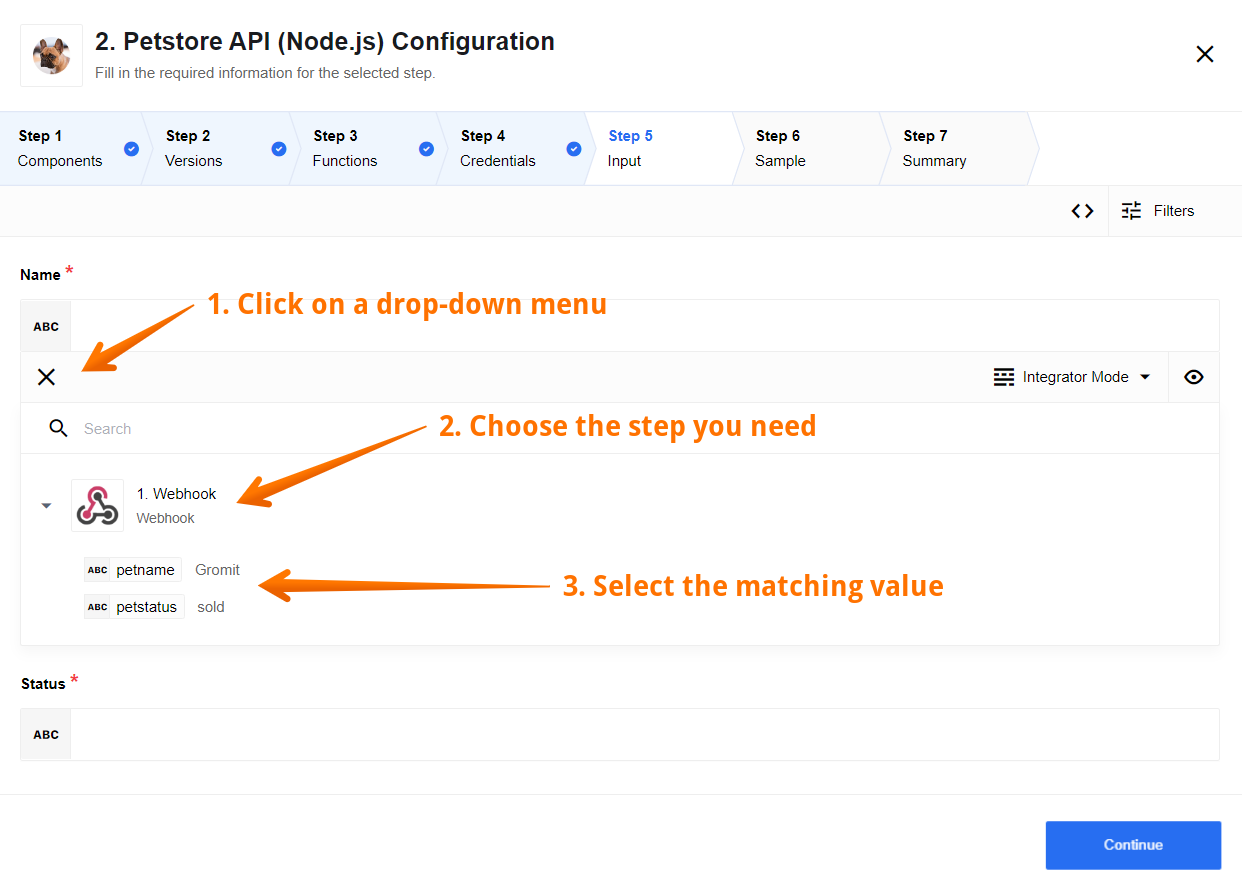 2. Petstore API (Node.js) Configuration
Fill in the required information for the selected step.
Step 1
Components
Step 2
Versions
Step 3
Functions
Step 4
Credentials
Step 5
Input
Step 6
Sample
Step 7
Summary
Filters
Name *
1. Click on a drop-down menu
ABC
Integrator Mode
Search
2. Choose the step you need
1. Webhook
Webhook
ABC petname Gromit
3. Select the matching value
ABC petstatus sold
Status *
ABC
Continue